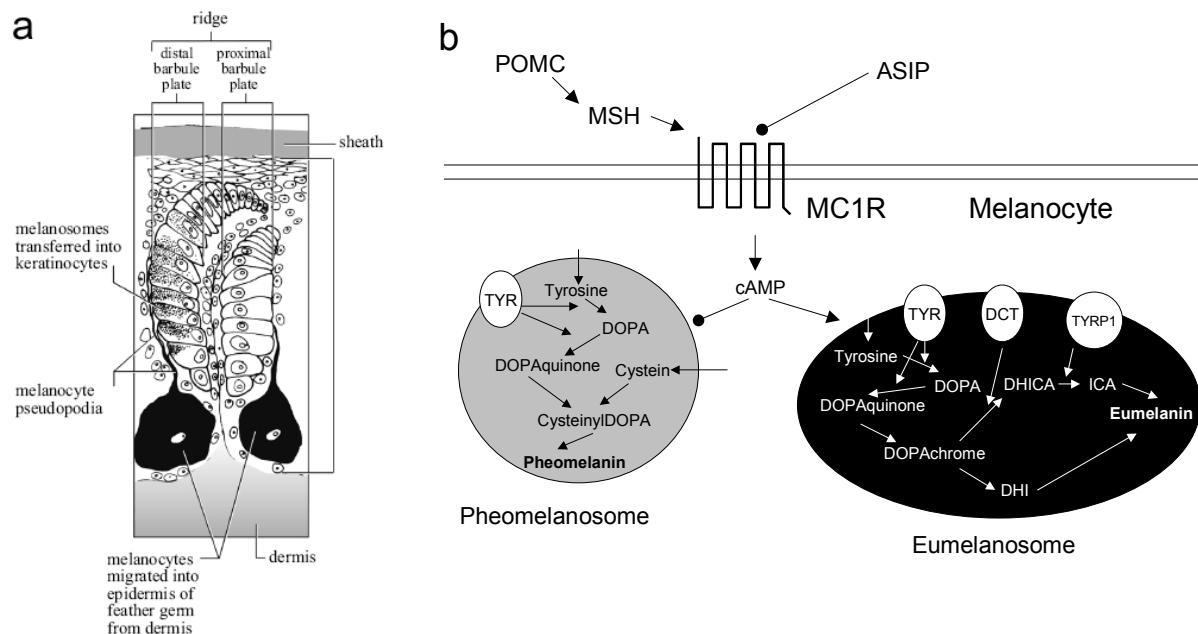 a
ridge
distal
barbule
plate
proximal
barbule
plate
sheath
melanosomes
transferred into
keratinocytes
melanocyte
pseudopodia
melanocytes
migrated into
epidermis of
feather germ
from dermis
dermis
b
POMC
MSH
ASIP
MC1R
Melanocyte
cAMP
TYR
Tyrosine
DOPA
DOPAquinone
Cystein
CysteinylDOPA
Pheomelanin
Pheomelanosome
TYR
DCT
TYRP1
Tyrosine
DOPA
DHICA
ICA
DOPAquinone
Eumelanin
DOPAchrome
DHI
Eumelanosome